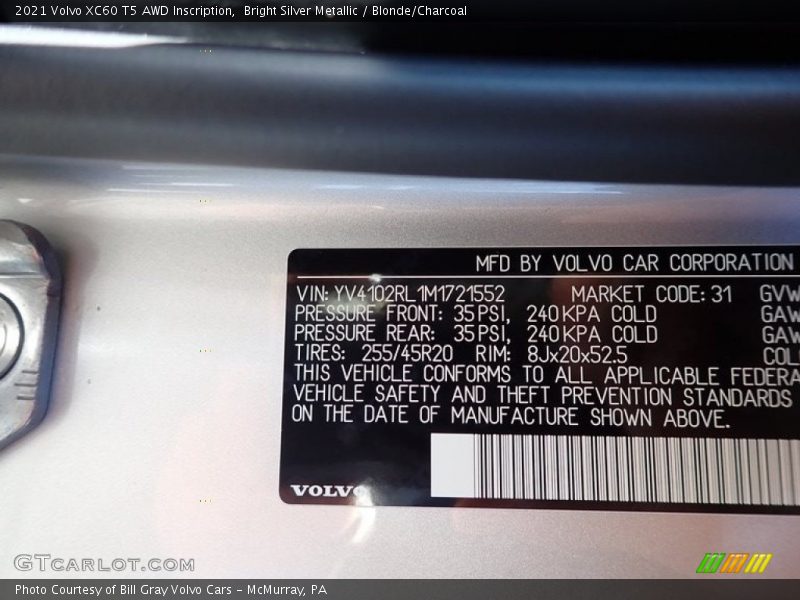 2021 Volvo XC60 T5 AWD Inscription, Bright Silver Metallic / Blonde/Charcoal
MFD BY VOLVO CAR CORPORATION
VIN: YV4102RL1M1721552 MARKET CODE: 31 GVW
PRESSURE FRONT: 35 PSI, 240 KPA COLD GAW
PRESSURE REAR: 35 PSI, 240 KPA COLD GAW
TIRES: 255/45R20 RIM: 8Jx20x52.5 COL
THIS VEHICLE CONFORMS TO ALL APPLICABLE FEDERA
VEHICLE SAFETY AND THEFT PREVENTION STANDARDS
ON THE DATE OF MANUFACTURE SHOWN ABOVE.
VOLVO
GTCARLOT.COM
Photo Courtesy of Bill Gray Volvo Cars – McMurray, PA